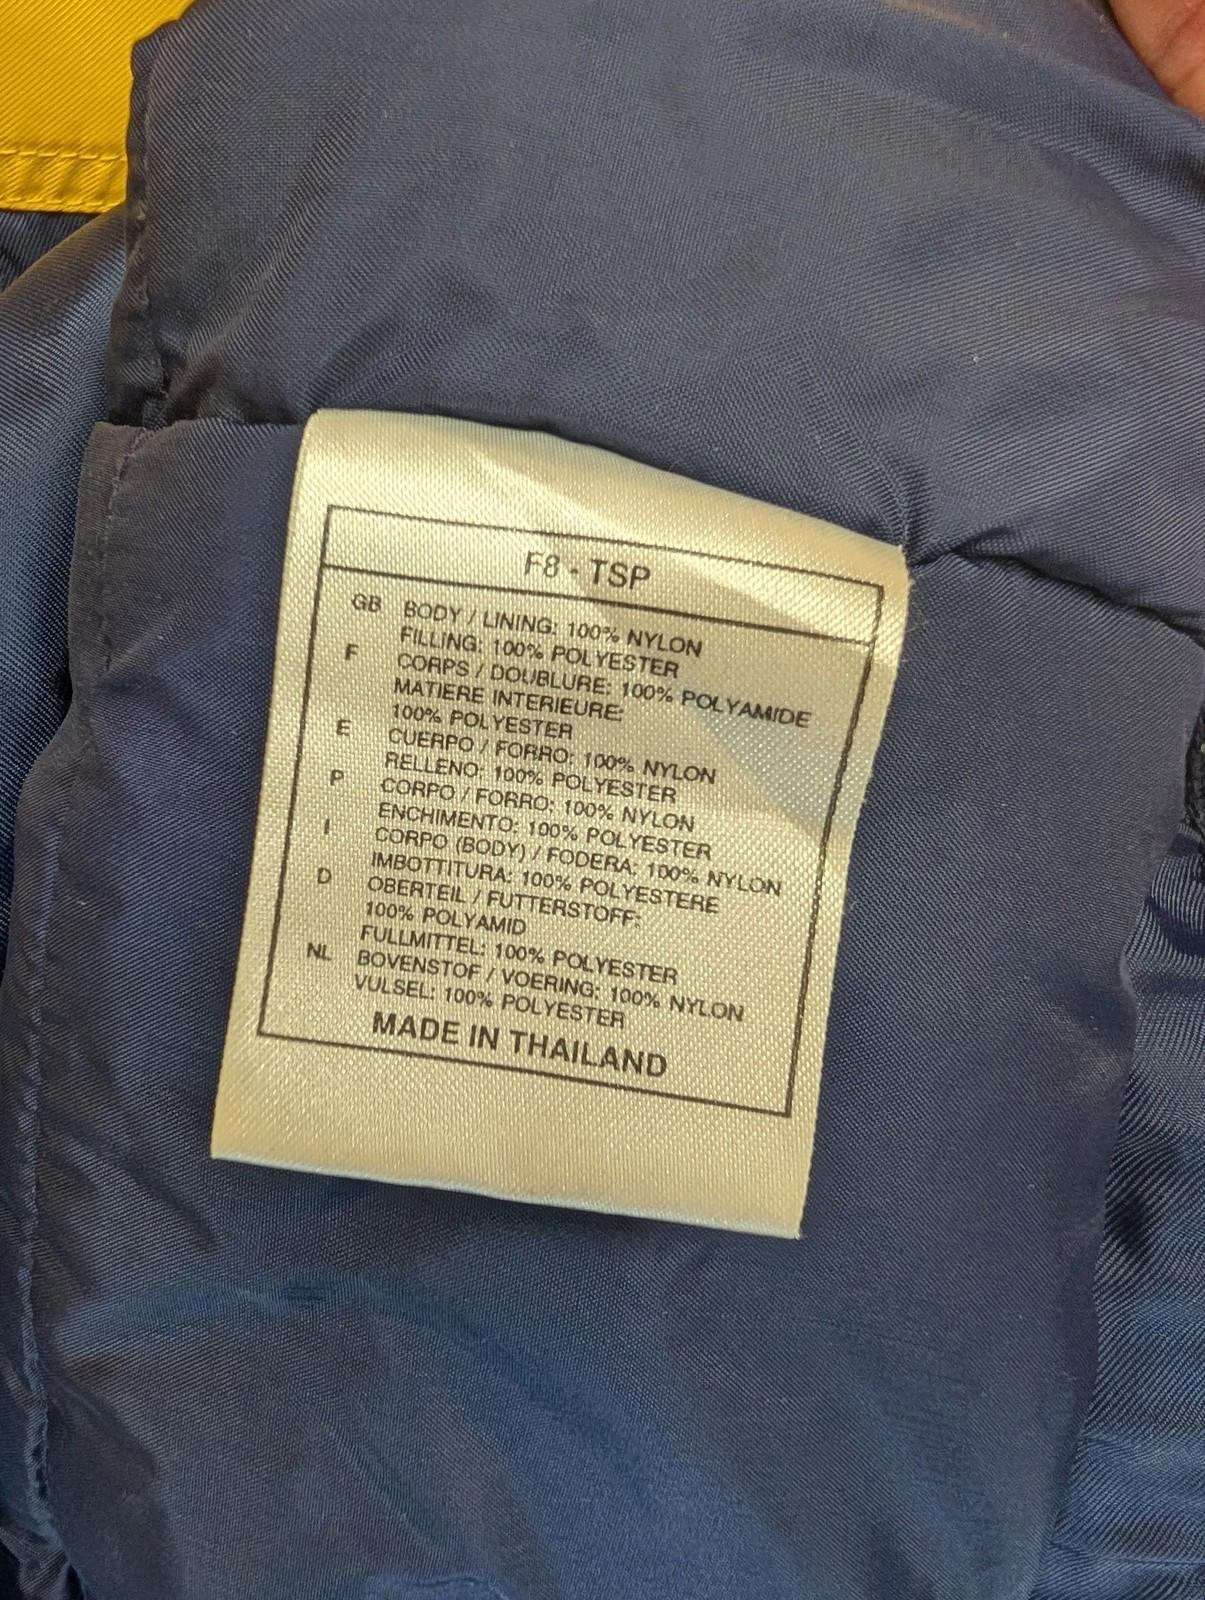 F8 - TSP
GB BODY / LINING: 100% NYLON
FILLING: 100% POLYESTER
F CORPS / DOUBLURE: 100% POLYAMIDE
MATIERE INTERIEURE:
100% POLYESTER
E CUERPO / FORRO: 100% NYLON
RELLENO: 100% POLYESTER
P CORPO / FORRO: 100% NYLON
ENCHIMENTO: 100% POLYESTER
I CORPO (BODY) / FODERA: 100% NYLON
IMBOTTITURA: 100% POLYESTERE
D OBERTEIL / FUTTERSTOFF:
100% POLYAMID
FULLMITTEL: 100% POLYESTER
NL BOVENSTOF / VOERING: 100% NYLON
VULSEL: 100% POLYESTER
MADE IN THAILAND